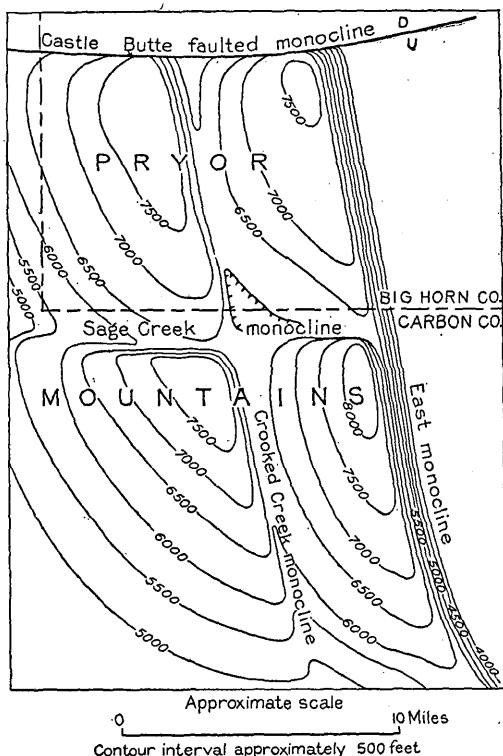 Castle Butte faulted monocline
D
U
7500
PRYOR
7500
7000
7000
6500
6500
6000
5500
5000
BIG HORN CO.
CARBON CO.
Sage Creek monocline
MOUNTAINS
8000
7500
7500
7000
7000
6500
6500
6000
6000
5500
5000
Crooked Creek monocline
East monocline
5500
5000
4500
4000
Approximate scale
0 10 Miles
Contour interval approximately 500 feet